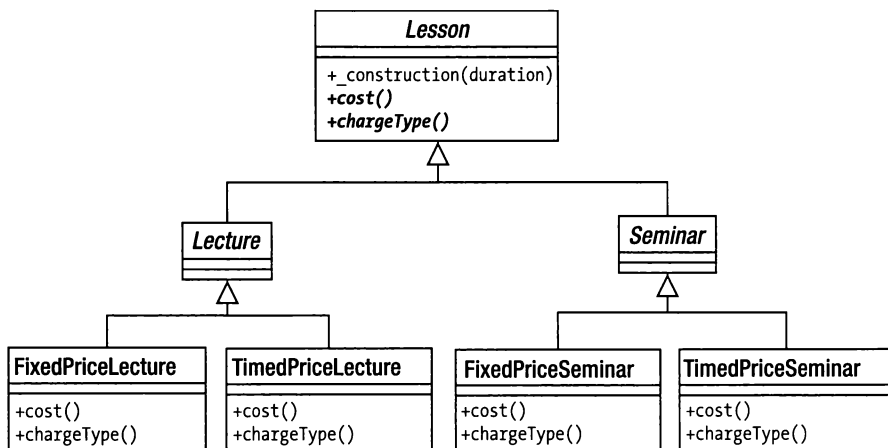 Lesson
+_construction(duration)
+cost()
+chargeType()
Lecture
Seminar
FixedPriceLecture
TimedPriceLecture
FixedPriceSeminar
TimedPriceSeminar
+cost()
+chargeType()
+cost()
+chargeType()
+cost()
+chargeType()
+cost()
+chargeType()